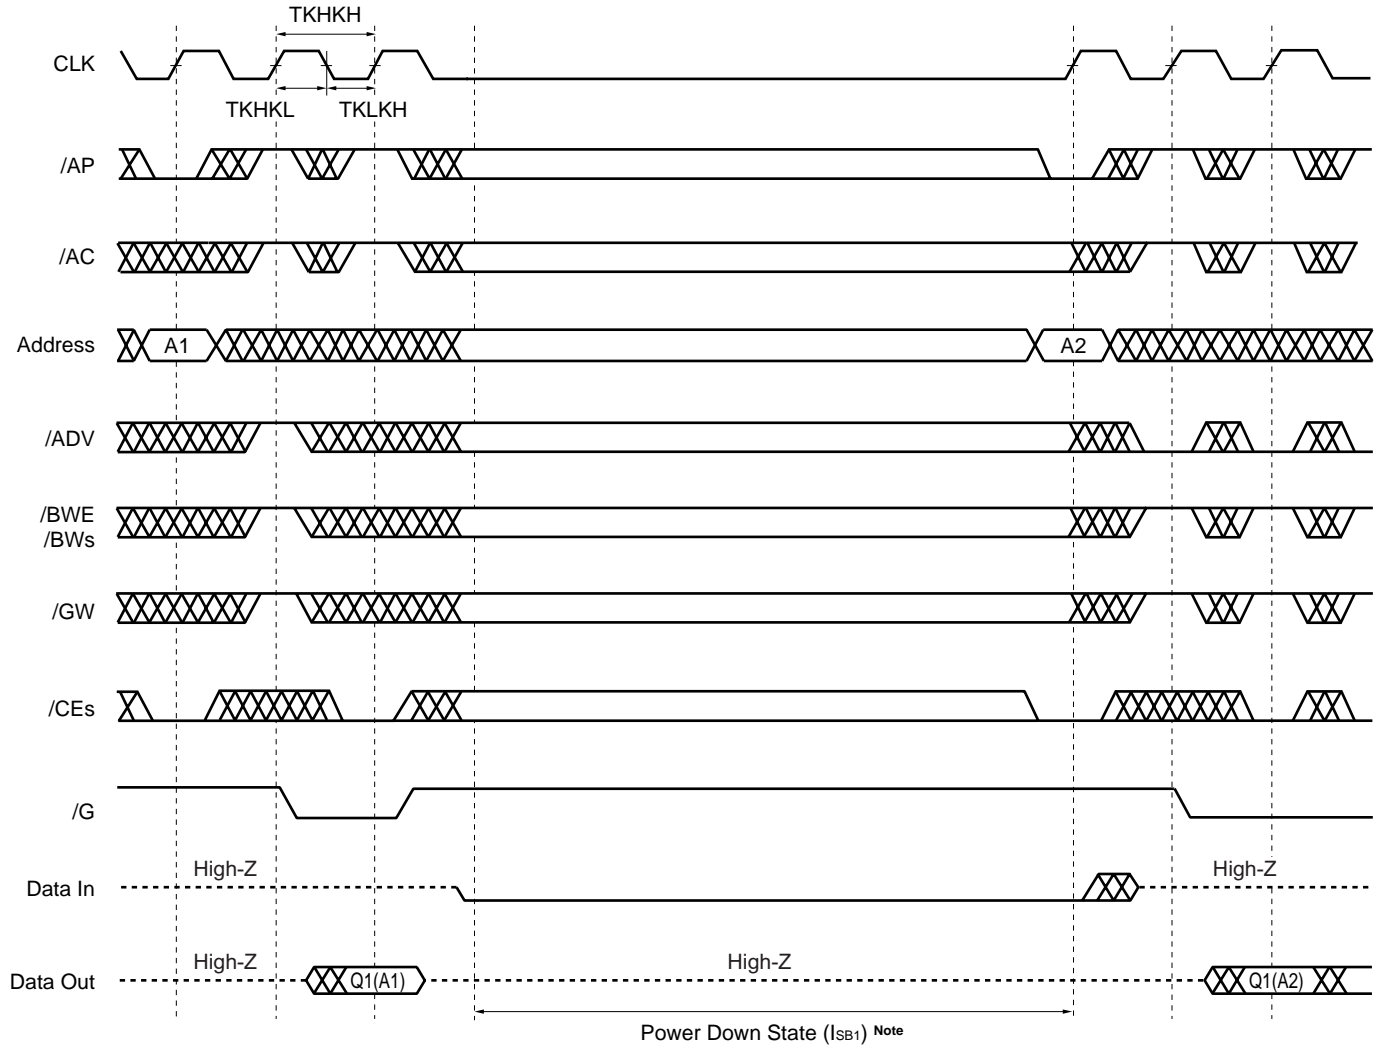 TKHKH
CLK
TKHKL
TKLKH
/AP
/AC
Address
A1
A2
/ADV
/BWE
/BWs
/GW
/CEs
/G
High-Z
High-Z
Data In
High-Z
High-Z
Data Out
Q1(A1)
Q1(A2)
Power Down State (ISB1) Note